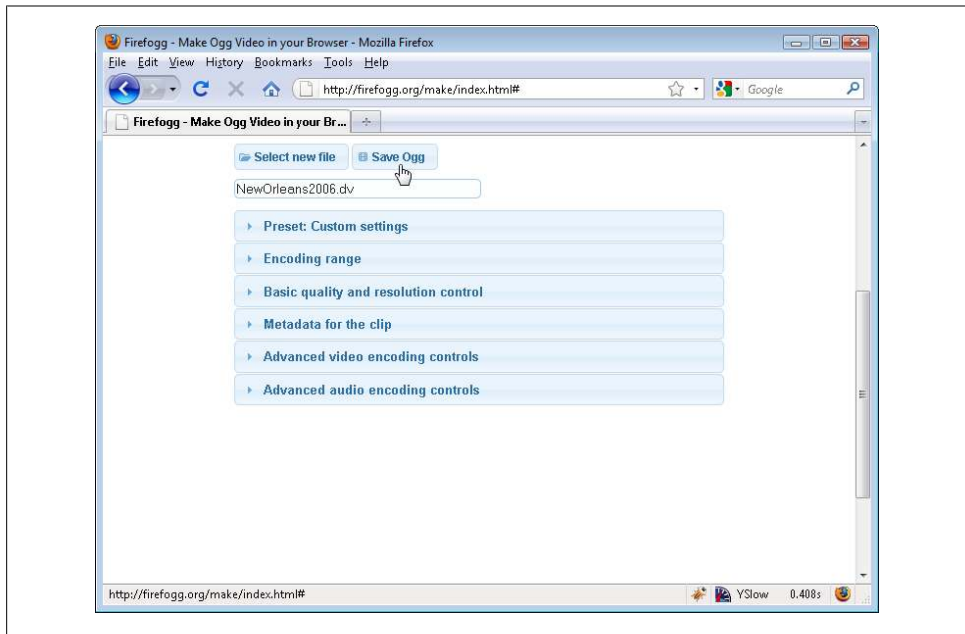 Firefogg - Make Ogg Video in your Browser - Mozilla Firefox
File Edit View History Bookmarks Tools Help
http://firefogg.org/make/index.html# Google
Firefogg - Make Ogg Video in your Br...
Select new file Save Ogg
NewOrleans2006.dv
Preset: Custom settings
Encoding range
Basic quality and resolution control
Metadata for the clip
Advanced video encoding controls
Advanced audio encoding controls
http://firefogg.org/make/index.html# YSlow 0.408s